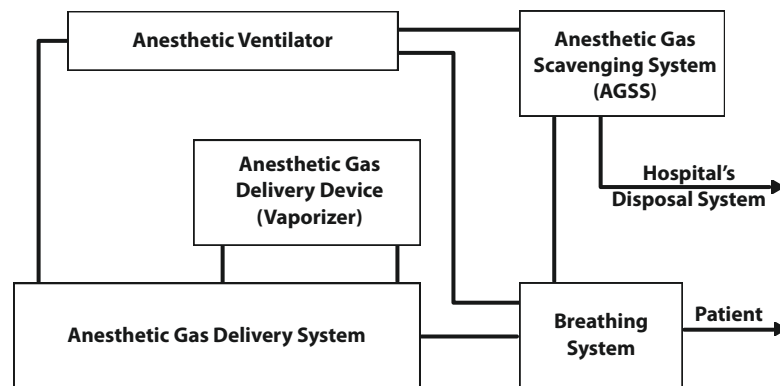 Anesthetic Ventilator
Anesthetic Gas
Scavenging System
(AGSS)
Anesthetic Gas
Delivery Device
(Vaporizer)
Hospital's
Disposal System
Anesthetic Gas Delivery System
Breathing
System
Patient